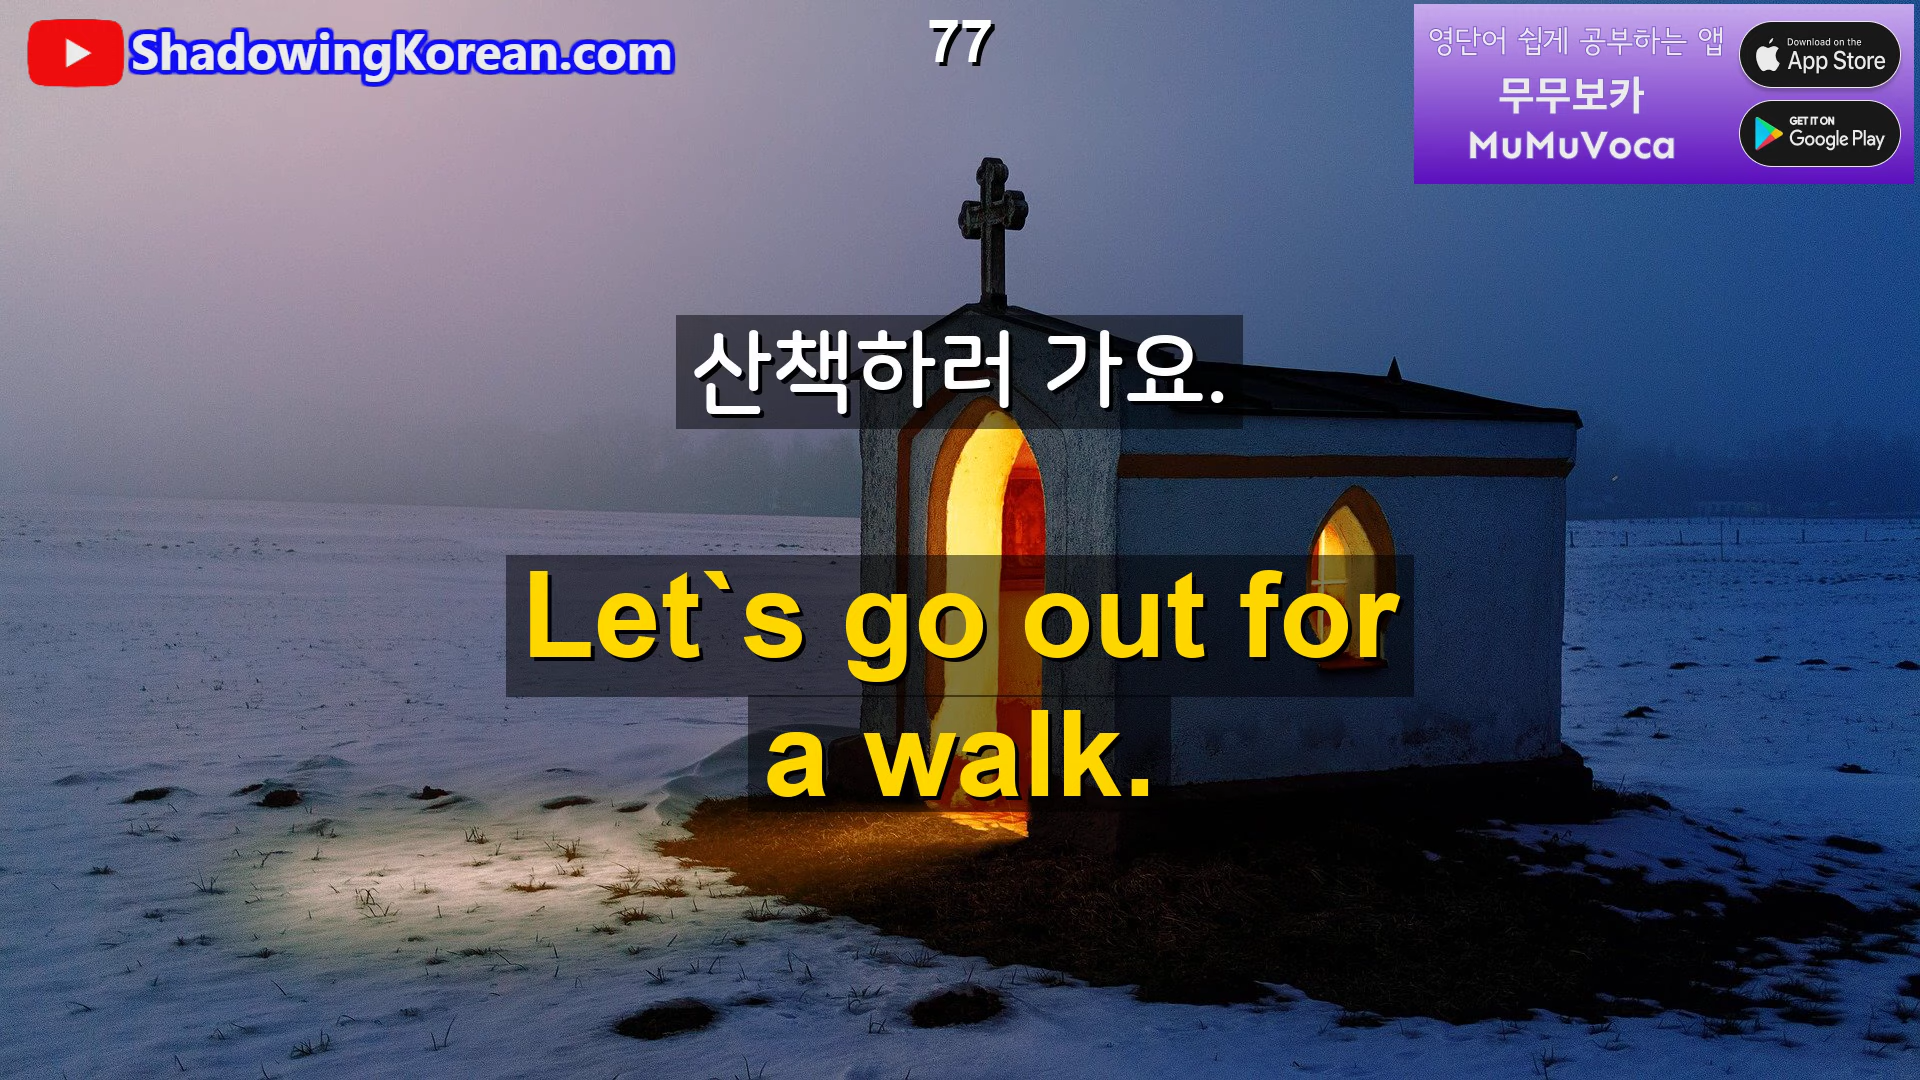 ShadowingKorean.com
77
영단어 쉽게 공부하는 앱
무무보카
MuMuVoca
Download on the
App Store
GET IT ON
Google Play
산책하러 가요.
Let`s go out for
a walk.